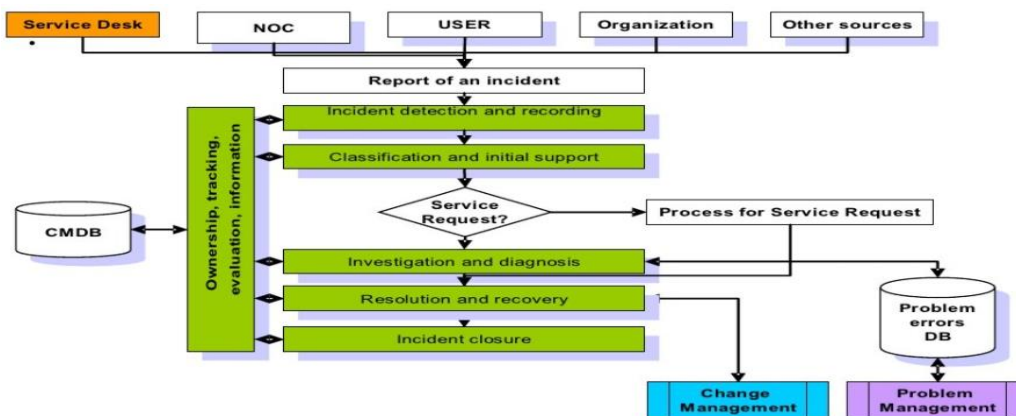 Service Desk
NOC
USER
Organization
Other sources
Report of an incident
Incident detection and recording
Classification and initial support
Ownership, tracking,
evaluation, information
Service
Request?
Process for Service Request
CMDB
Investigation and diagnosis
Resolution and recovery
Problem
errors
DB
Incident closure
Change
Management
Problem
Management